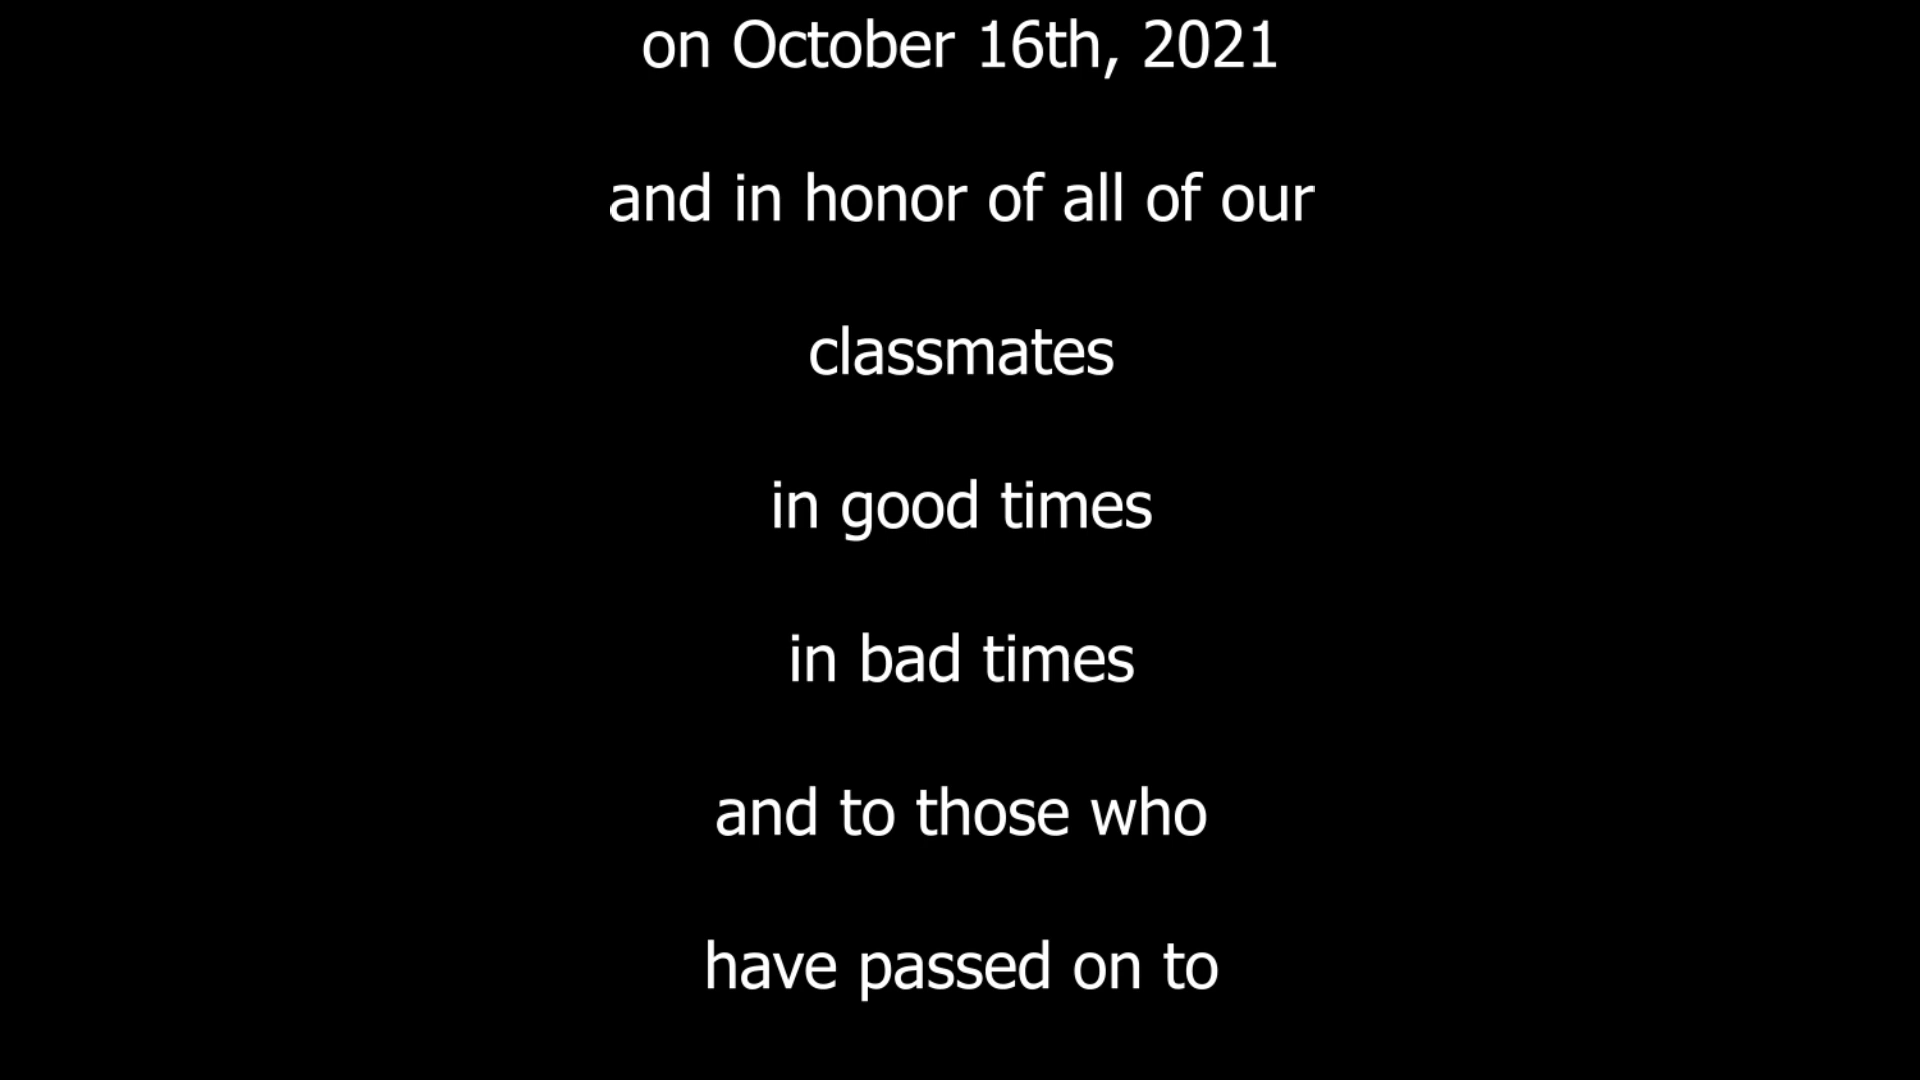 on October 16th, 2021
and in honor of all of our
classmates
in good times
in bad times
and to those who
have passed on to